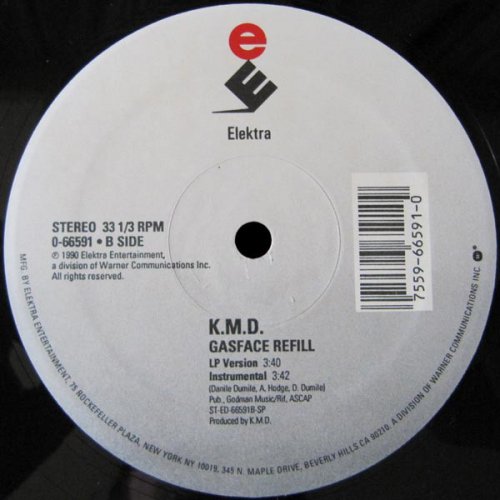 e
E
Elektra
STEREO 33 1/3 RPM
0-66591 • B SIDE
℗ 1990 Elektra Entertainment,
a division of Warner Communications Inc.
All rights reserved.
7559-66591-0
K.M.D.
GASFACE REFILL
LP Version 3:40
Instrumental 3:42
(Danile Dumile, A. Hodge, D. Dumile)
Pub., Godman Music/Rif, ASCAP
ST-ED-66591B-SP
Produced by K.M.D.
MFG. BY ELEKTRA ENTERTAINMENT, 75 ROCKEFELLER PLAZA, NEW YORK NY 10019, 345 N. MAPLE DRIVE, BEVERLY HILLS CA 90210, A DIVISION OF WARNER COMMUNICATIONS INC.